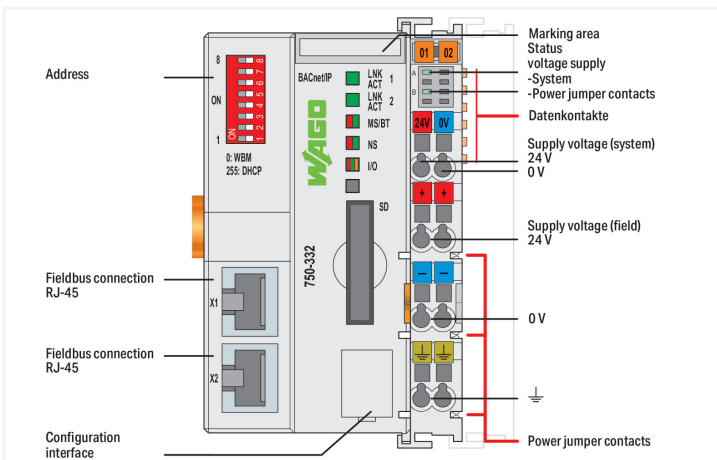 Marking area
Status
voltage supply
-System
-Power jumper contacts
Datenkontakte
Supply voltage (system)
24 V
0 V
Supply voltage (field)
24 V
0 V
Power jumper contacts
Address
Fieldbus connection
RJ-45
Fieldbus connection
RJ-45
Configuration
interface
8
ON
1
8
7
6
5
4
3
2
1
ON
0: WBM
255: DHCP
BACnet/IP
LNK 1
ACT
LNK 2
ACT
MS/BT
NS
I/O
WAGO
SD
750-332
X1
X2
01 02
A
B
24V 0V
+ +
— —